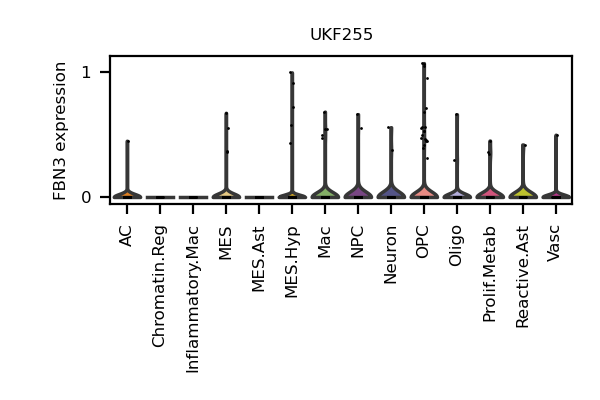 UKF255
FBN3 expression
1
0
AC
Chromatin.Reg
Inflammatory.Mac
MES
MES.Ast
MES.Hyp
Mac
NPC
Neuron
OPC
Oligo
Prolif.Metab
Reactive.Ast
Vasc